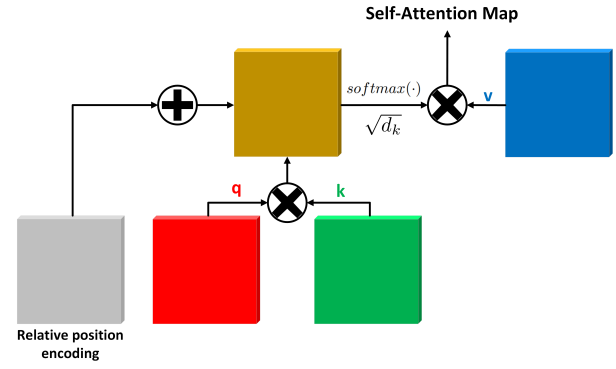 Self-Attention Map
softmax(·)
√d_k
v
q
k
Relative position
encoding